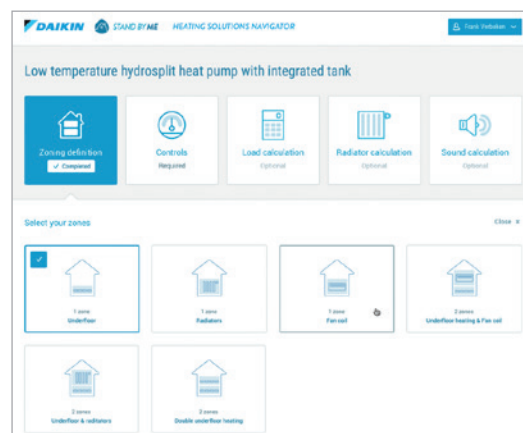 DAIKIN STAND BY ME HEATING SOLUTIONS NAVIGATOR
Frank Verbeken
Low temperature hydrosplit heat pump with integrated tank
Zoning definition
Completed
Controls
Required
Load calculation
Optional
Radiator calculation
Optional
Sound calculation
Optional
Select your zones
Close x
1 zone
Underfloor
1 zone
Radiators
1 zone
Fan coil
2 zones
Underfloor heating & Fan coil
2 zones
Underfloor & raditators
2 zones
Double underfloor heating